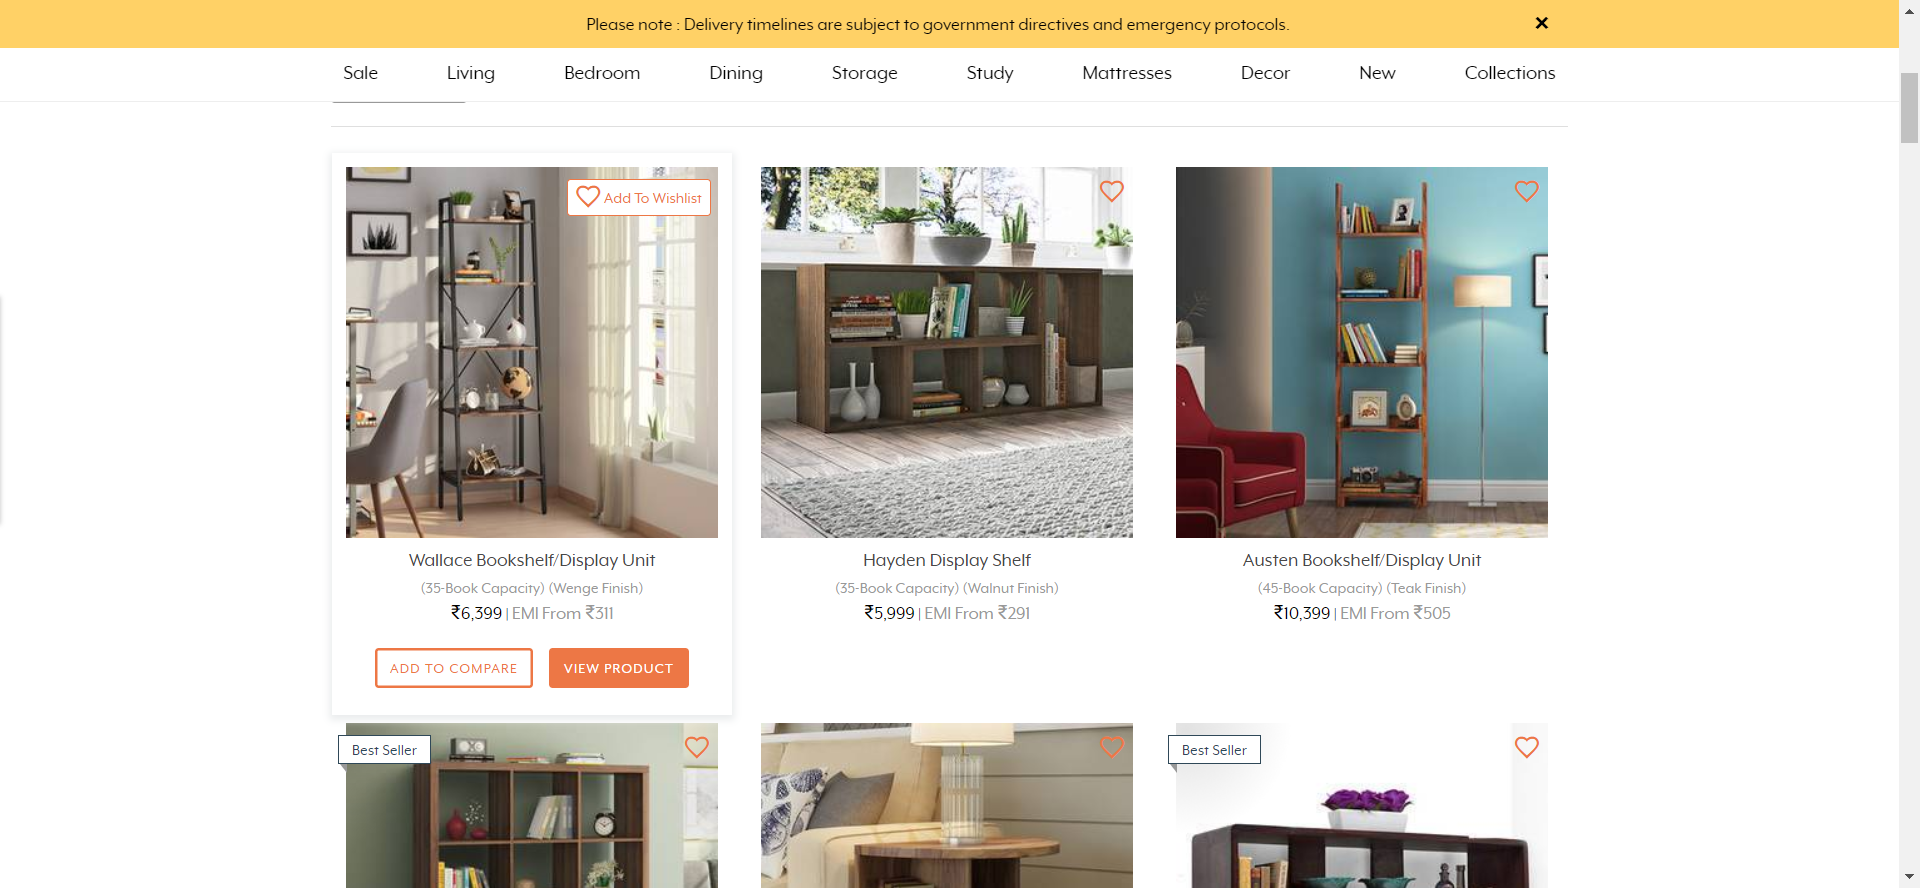 Please note : Delivery timelines are subject to government directives and emergency protocols.
Sale Living Bedroom Dining Storage Study Mattresses Decor New Collections
Add To Wishlist
Wallace Bookshelf/Display Unit
(35-Book Capacity) (Wenge Finish)
₹6,399 | EMI From ₹311
ADD TO COMPARE
VIEW PRODUCT
Hayden Display Shelf
(35-Book Capacity) (Walnut Finish)
₹5,999 | EMI From ₹291
Austen Bookshelf/Display Unit
(45-Book Capacity) (Teak Finish)
₹10,399 | EMI From ₹505
Best Seller
Best Seller